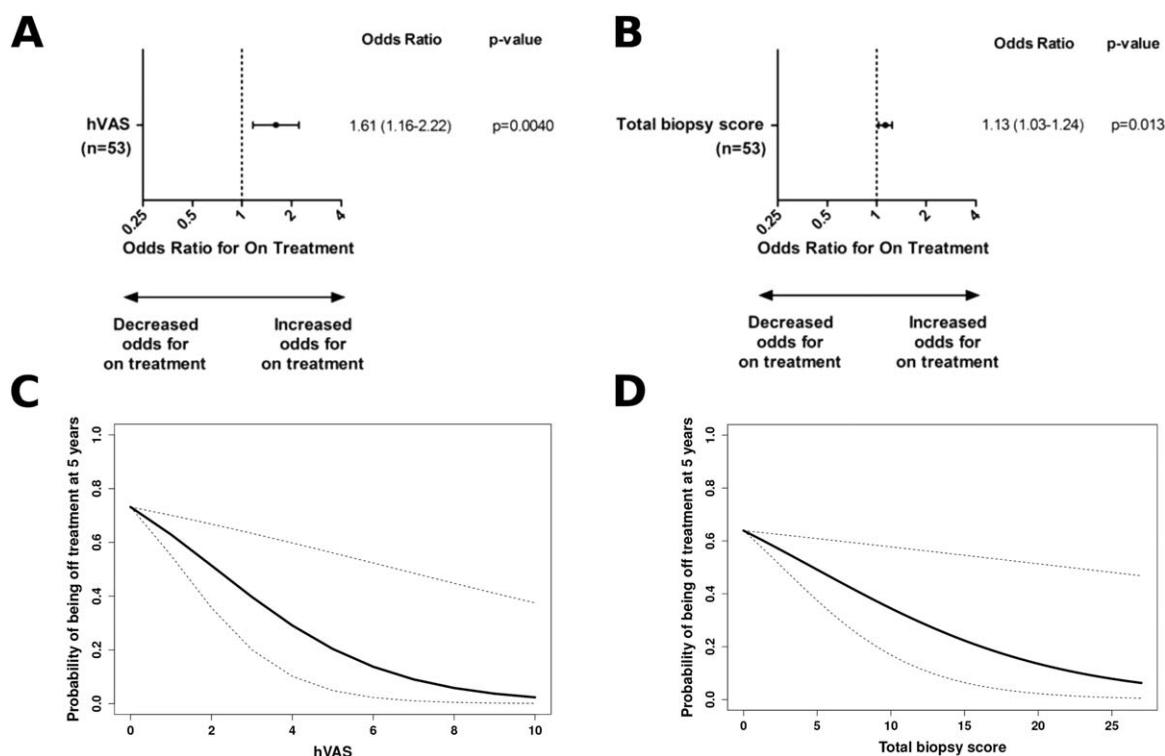 A
Odds Ratio p-value
hVAS
(n=53)
1.61 (1.16-2.22) p=0.0040
0.25 0.5 1 2 4
Odds Ratio for On Treatment
Decreased
odds for
on treatment
Increased
odds for
on treatment
B
Odds Ratio p-value
Total biopsy score
(n=53)
1.13 (1.03-1.24) p=0.013
0.25 0.5 1 2 4
Odds Ratio for On Treatment
Decreased
odds for
on treatment
Increased
odds for
on treatment
C
Probability of being off treatment at 5 years
1.0
0.8
0.6
0.4
0.2
0.0
0 2 4 6 8 10
hVAS
D
Probability of being off treatment at 5 years
1.0
0.8
0.6
0.4
0.2
0.0
0 5 10 15 20 25
Total biopsy score